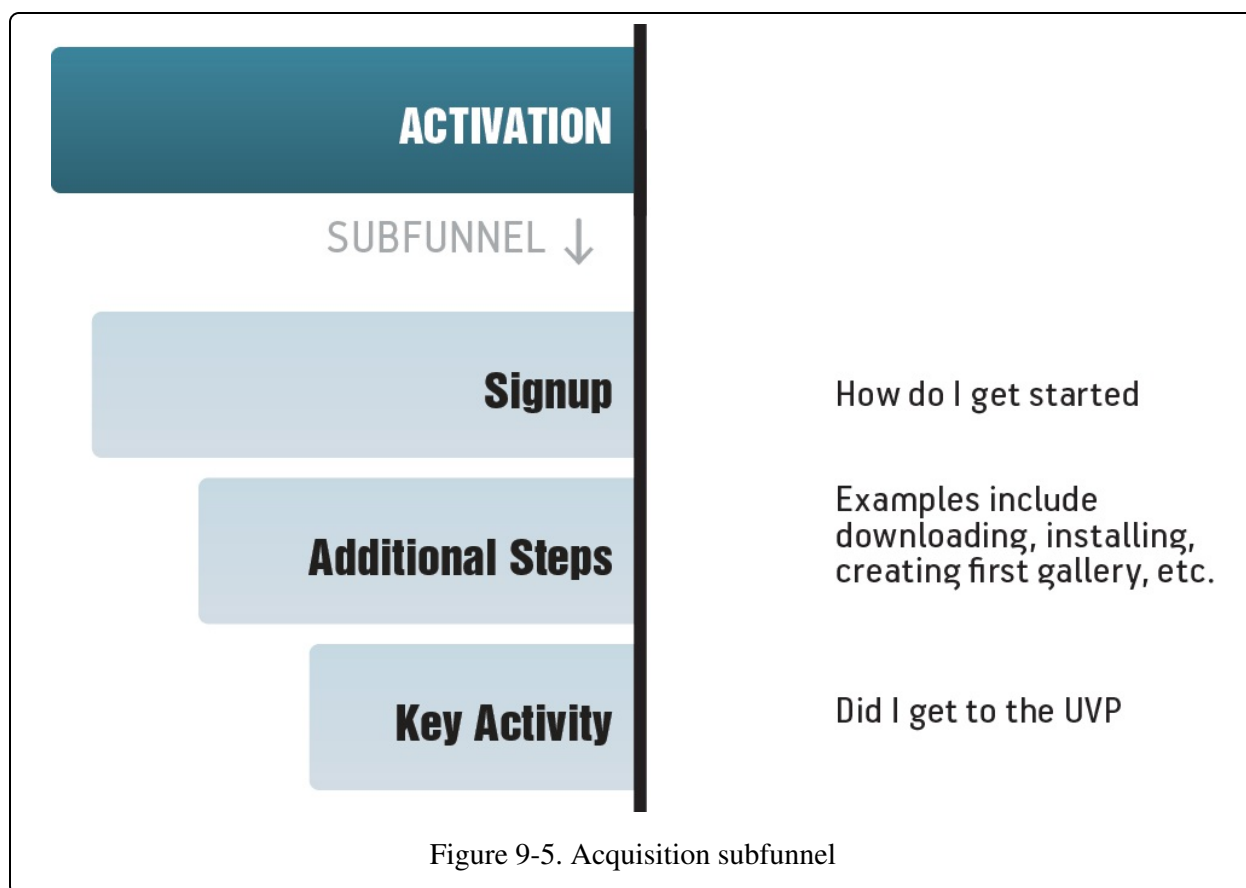 ACTIVATION
SUBFUNNEL ↓
Signup
How do I get started
Additional Steps
Examples include
downloading, installing,
creating first gallery, etc.
Key Activity
Did I get to the UVP
Figure 9-5. Acquisition subfunnel